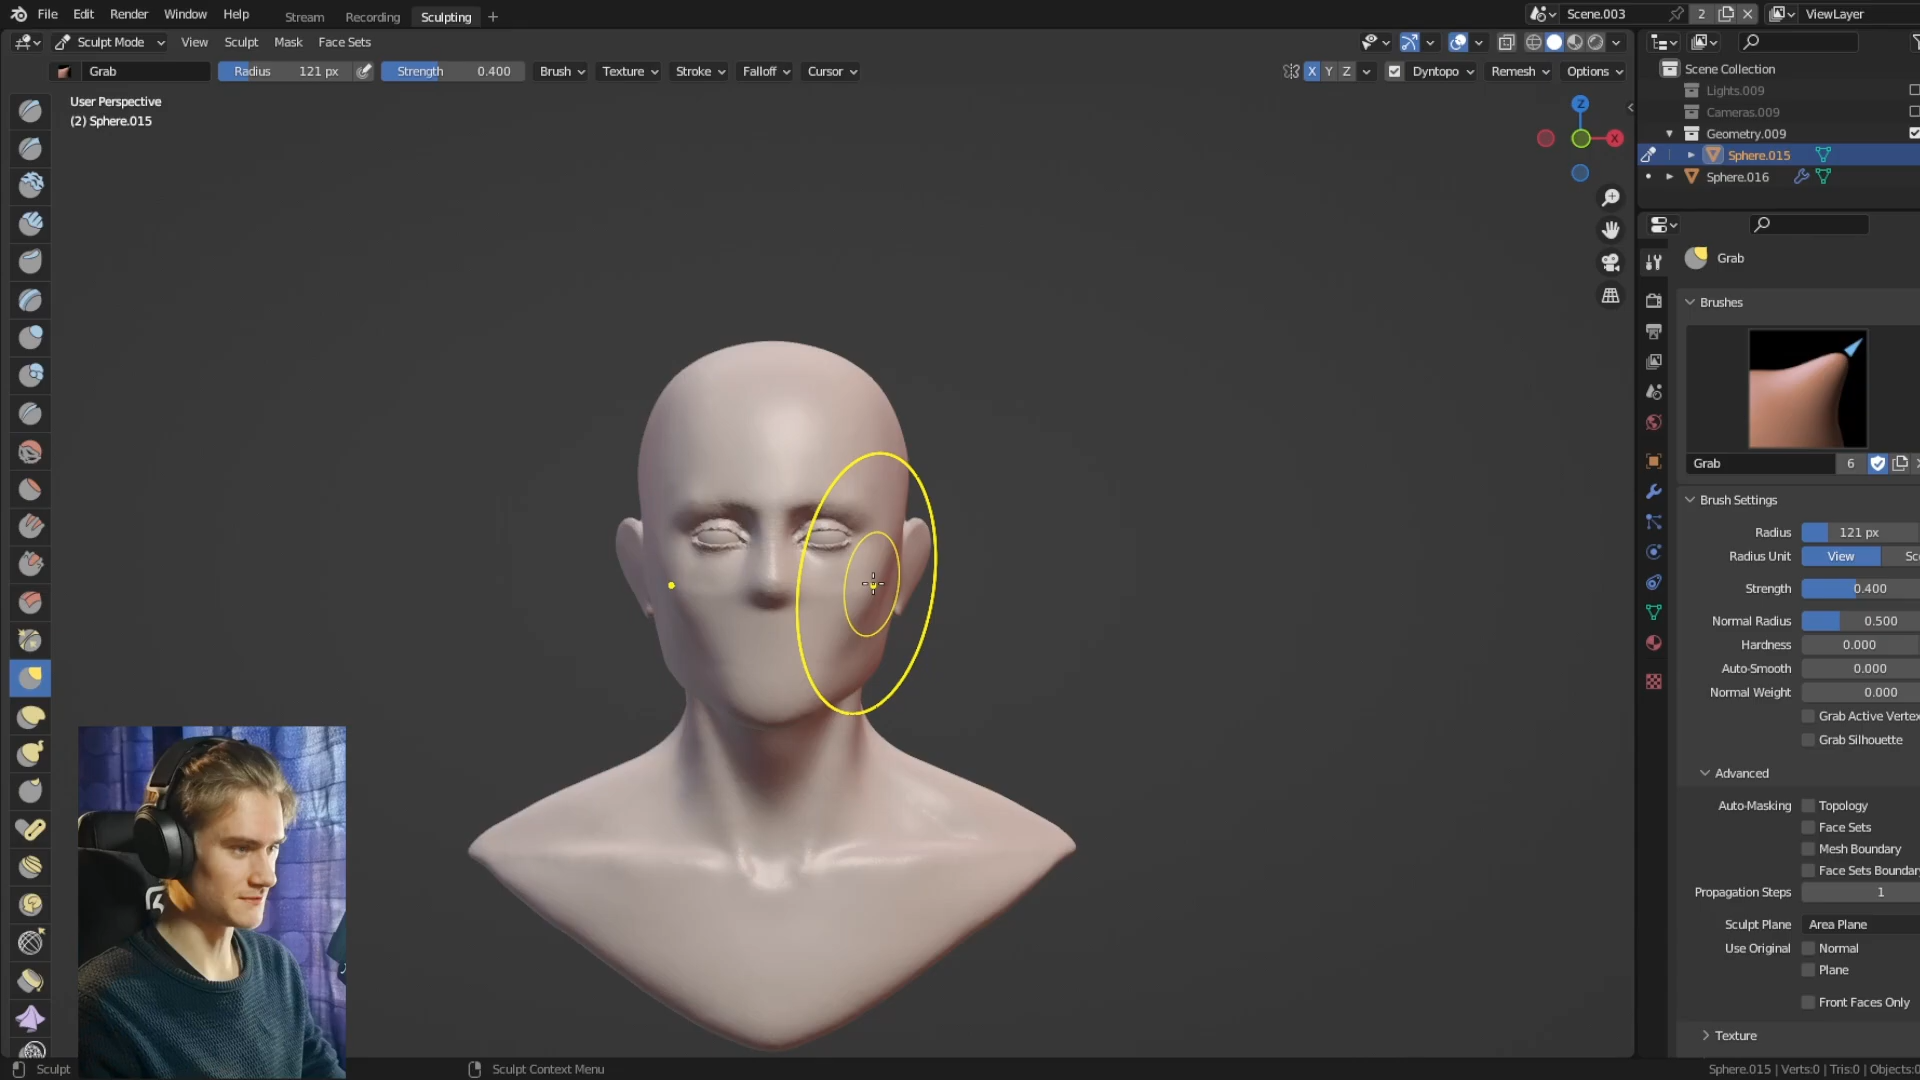 File Edit Render Window Help Stream Recording Sculpting + Scene.003 2 ViewLayer
Sculpt Mode View Sculpt Mask Face Sets
Grab Radius 121 px Strength 0.400 Brush Texture Stroke Falloff Cursor X Y Z Dyntopo Remesh Options
User Perspective
(2) Sphere.015
Z
X
Scene Collection
Lights.009
Cameras.009
Geometry.009
Sphere.015
Sphere.016
Grab
Brushes
Grab 6
Brush Settings
Radius 121 px
Radius Unit View Sc
Strength 0.400
Normal Radius 0.500
Hardness 0.000
Auto-Smooth 0.000
Normal Weight 0.000
Grab Active Vertex
Grab Silhouette
Advanced
Auto-Masking Topology
Face Sets
Mesh Boundary
Face Sets Boundary
Propagation Steps 1
Sculpt Plane Area Plane
Use Original Normal
Plane
Front Faces Only
Texture
Sculpt Sculpt Context Menu Sphere.015 | Verts:0 | Tris:0 | Objects:0